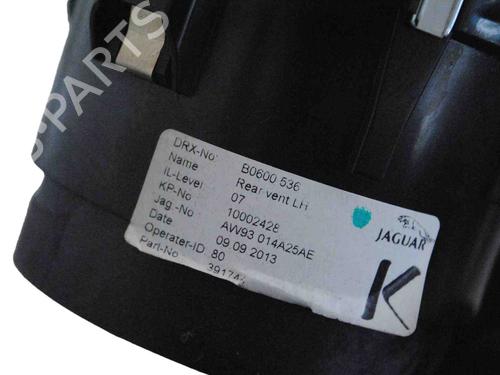 S-PARTS
DRX-No: B0600 536
Name Rear vent LH
IL-Level 07
KP-No 10002428
Jag.-No AW93 014A25AE
Date 09 09 2013
Operater-ID 80
Part-No
JAGUAR
K